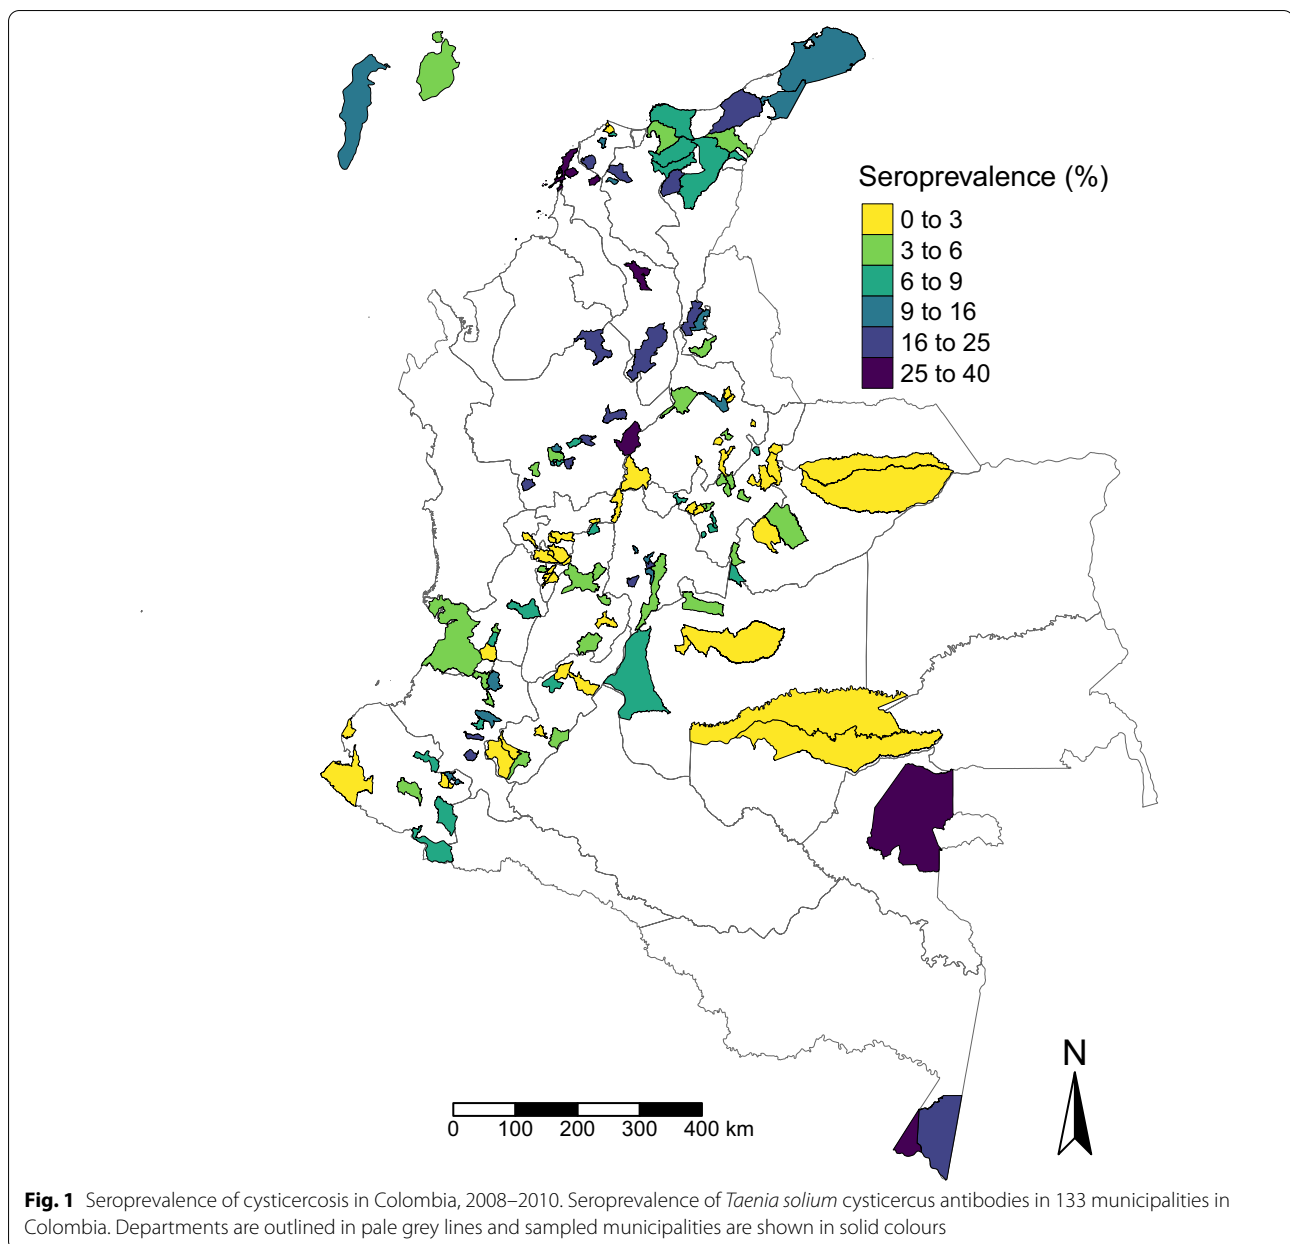 Seroprevalence (%)
0 to 3
3 to 6
6 to 9
9 to 16
16 to 25
25 to 40
N
0 100 200 300 400 km
Fig. 1 Seroprevalence of cysticercosis in Colombia, 2008–2010. Seroprevalence of Taenia solium cysticercus antibodies in 133 municipalities in
Colombia. Departments are outlined in pale grey lines and sampled municipalities are shown in solid colours